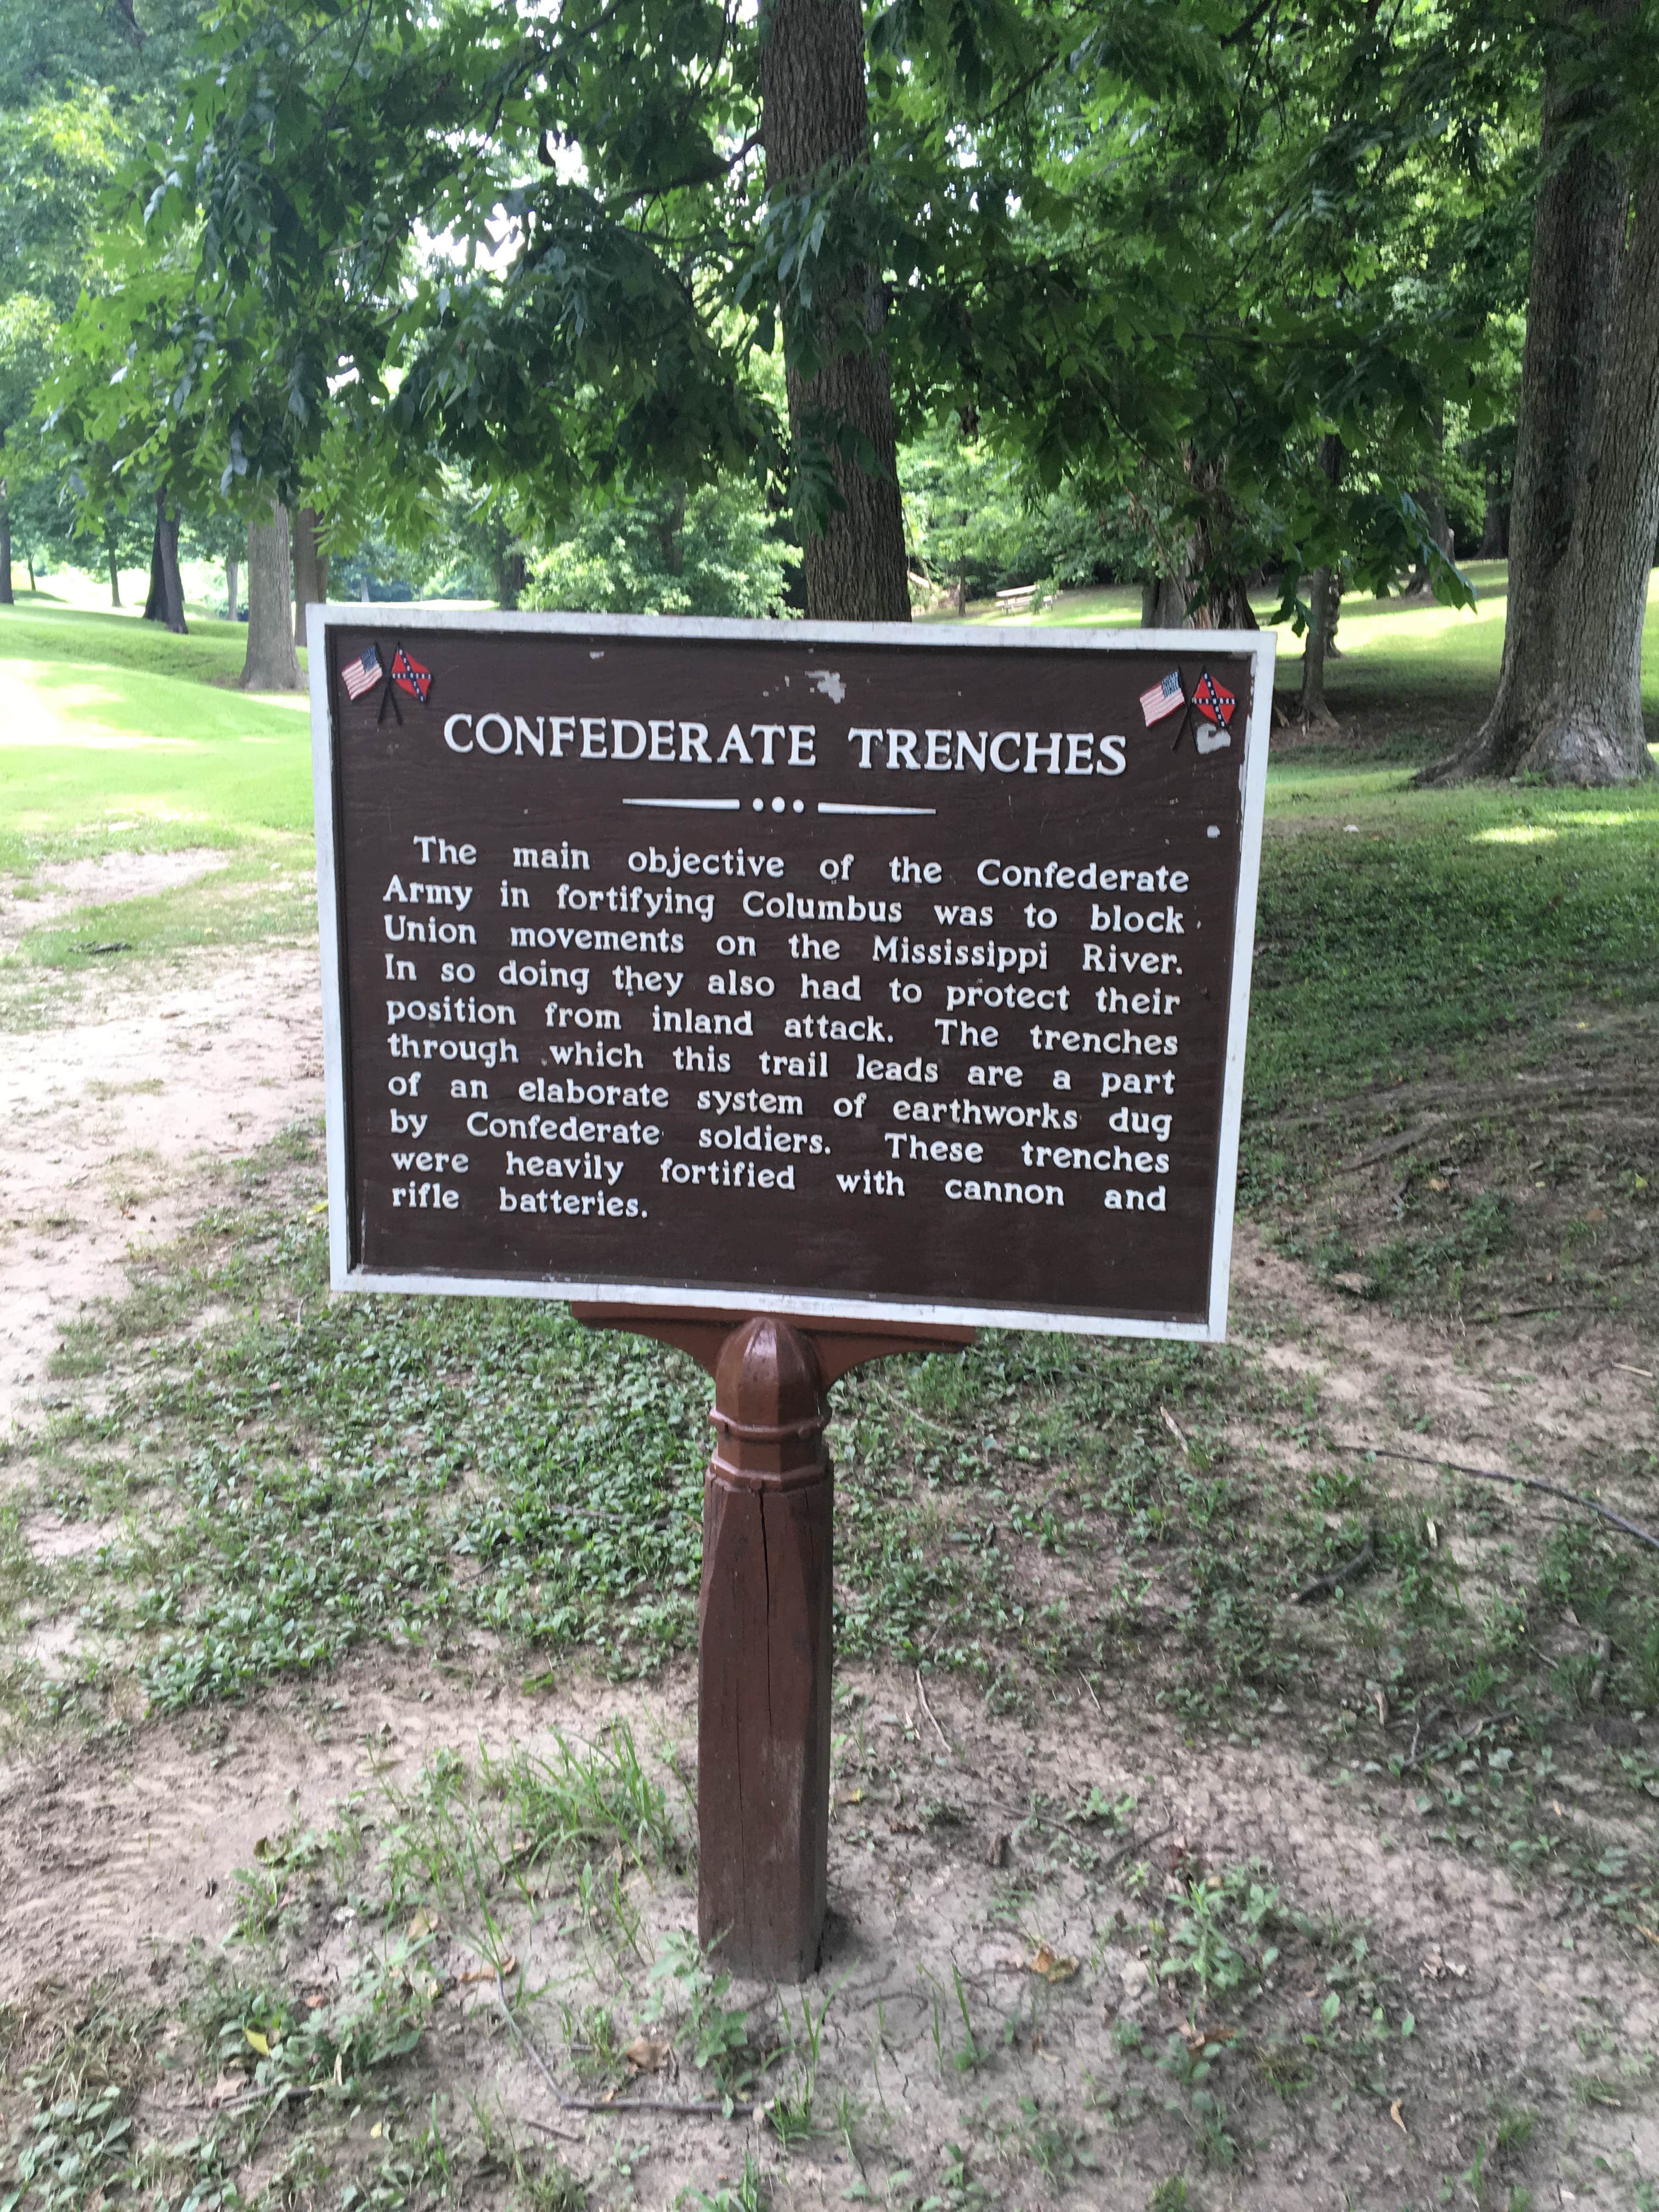 CONFEDERATE TRENCHES
The main objective of the Confederate
Army in fortifying Columbus was to block
Union movements on the Mississippi River.
In so doing they also had to protect their
position from inland attack. The trenches
through which this trail leads are a part
of an elaborate system of earthworks dug
by Confederate soldiers. These trenches
were heavily fortified with cannon and
rifle batteries.